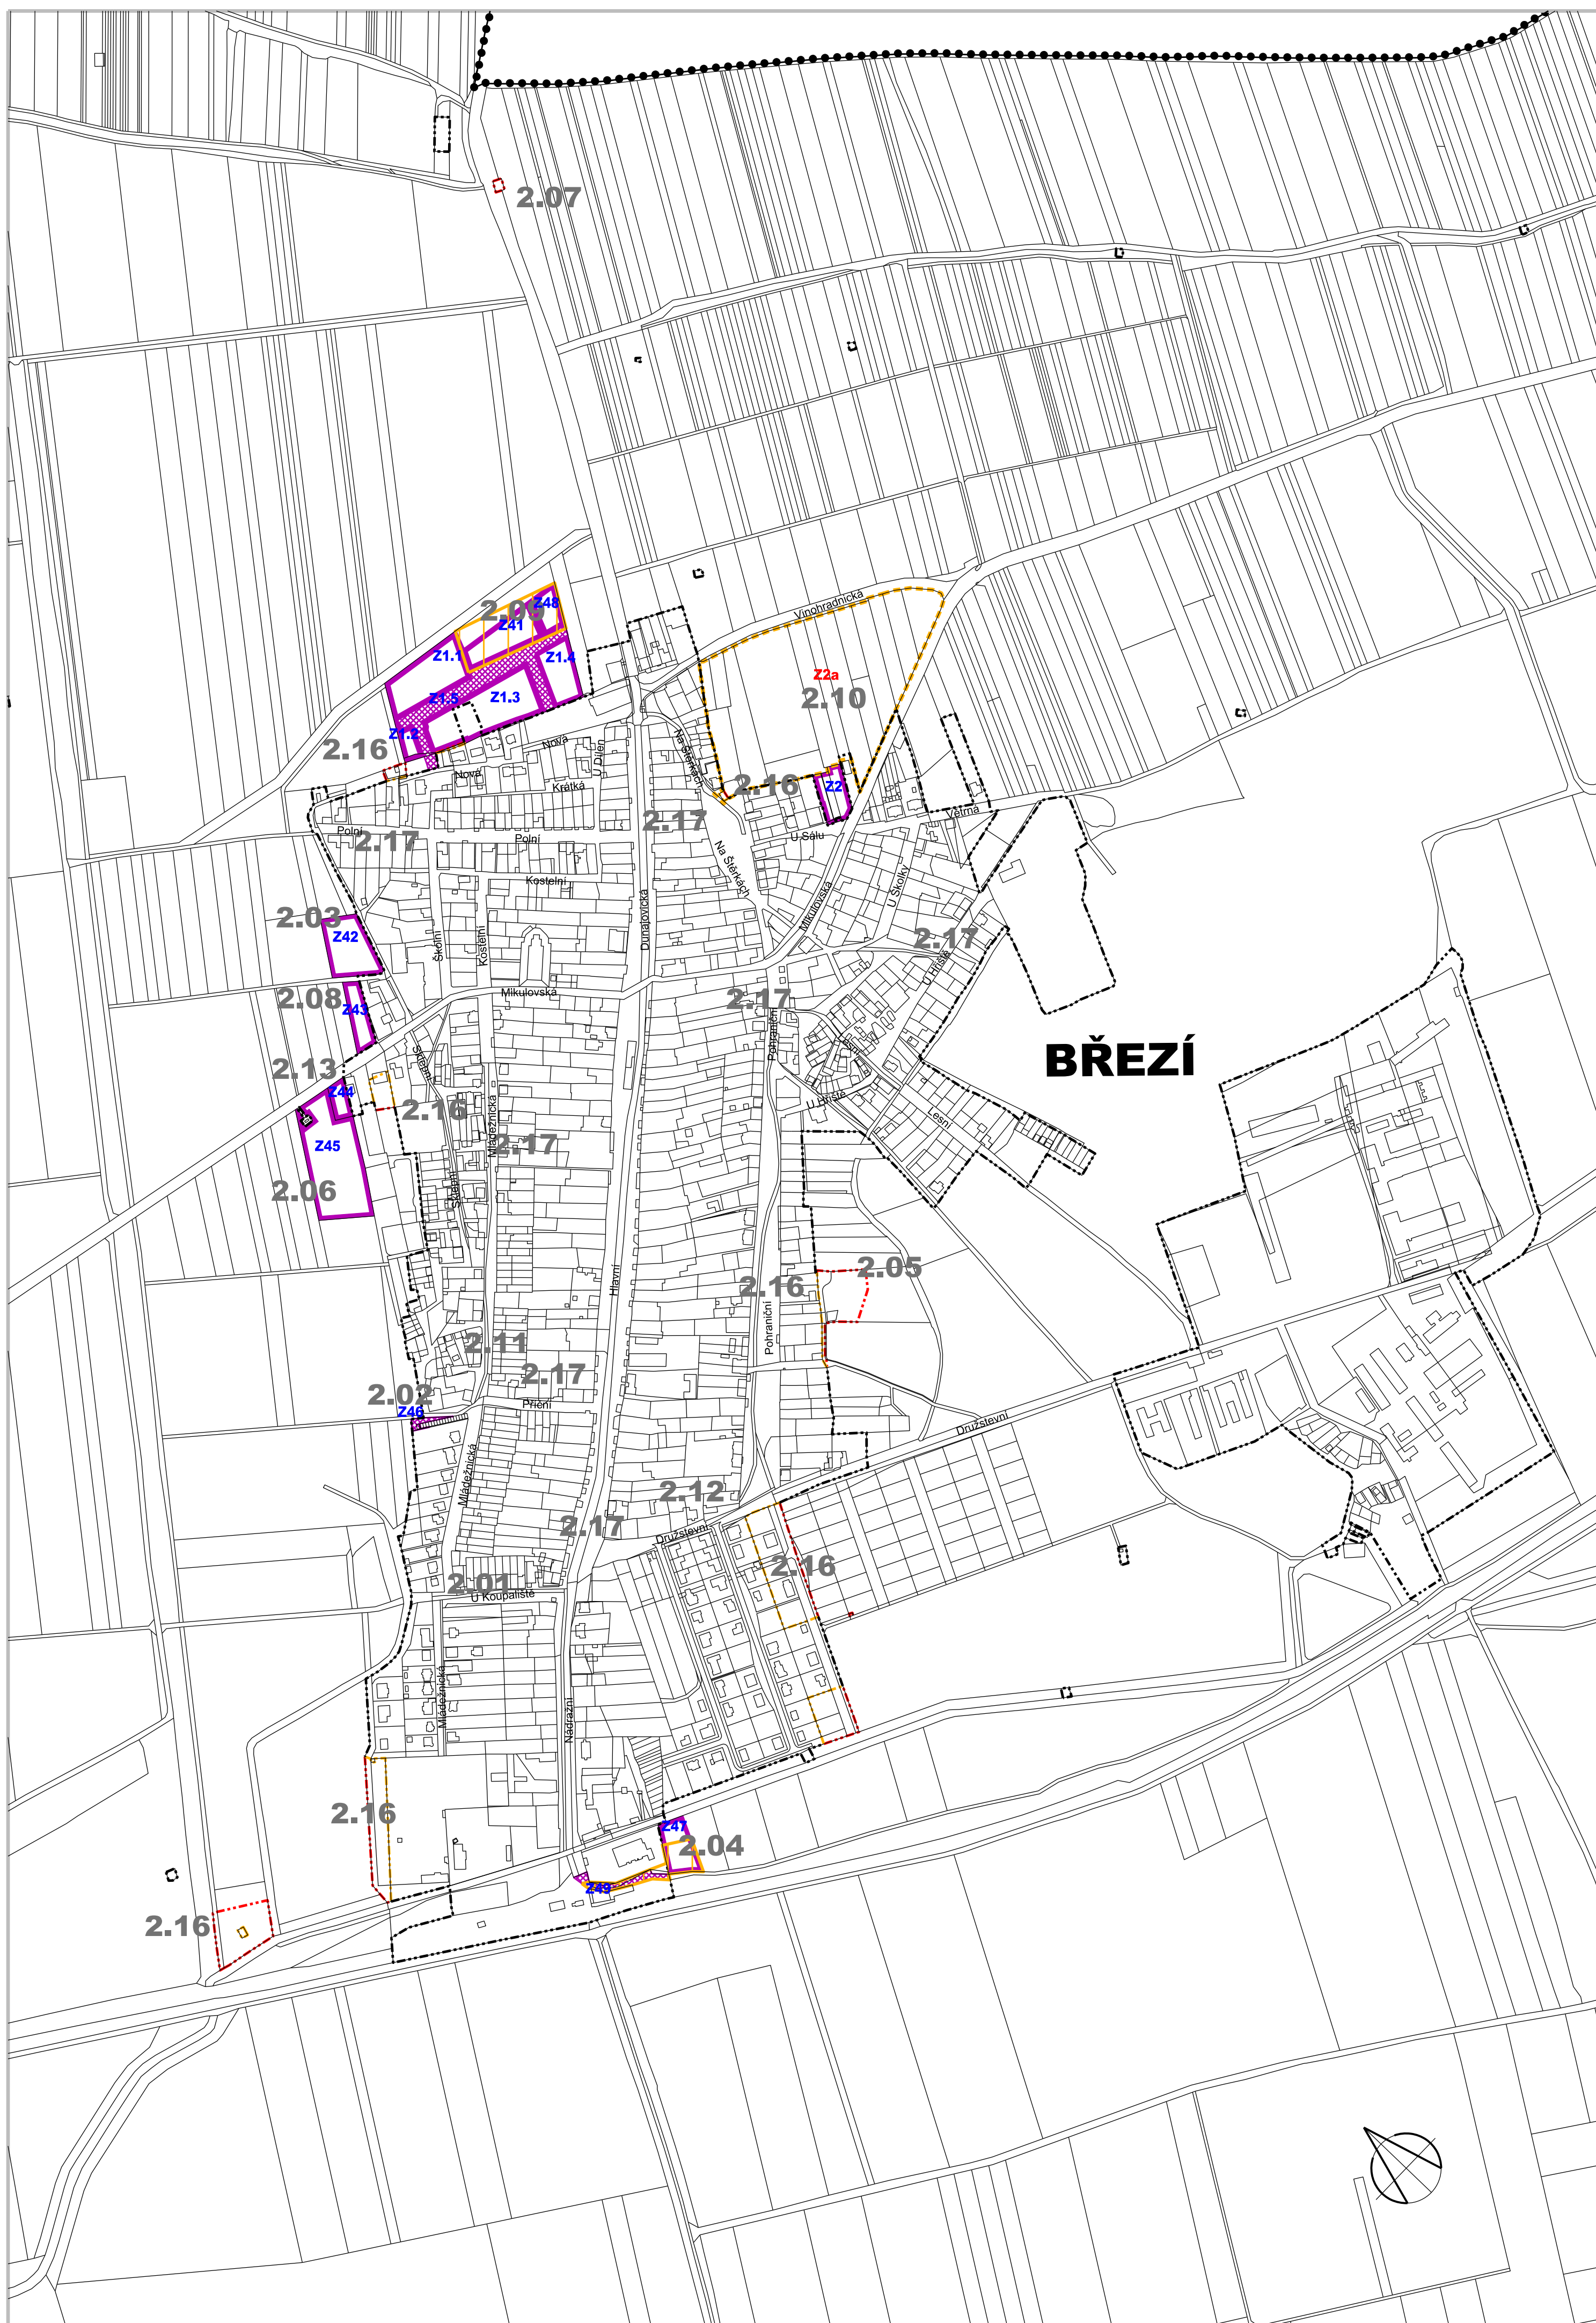 2.07
Vinohradnická
2.09
Z48
Z41
Z1.1
Z1.4
Z2a
2.10
Z1.5
Z1.3
Z1.2
2.16
Nová
Na Štěrkách
U Dílen
Nová
Krátká
2.16
Z2
Větrná
2.17
Polní
2.17
Polní
U Sálu
Kostelní
Na Štěrkách
U Školky
Mikulovská
2.03
Z42
Dunajovická
Školní
Kostelní
2.17
U Hřiště
Mikulovská
2.08
Z43
2.17
Pohraniční
Lesní
BŘEZÍ
Sklepní
2.13
Z44
2.16
U Hřiště
Lesní
Mládežnická
2.17
Z45
Sklepní
2.06
2.05
2.16
Hlavní
Pohraniční
2.11
2.17
2.02
Z46
Příční
Družstevní
Mládežnická
2.12
2.17
Družstevní
2.16
2.01
U Koupaliště
Mládežnická
Nádražní
2.16
Z47
2.04
Z49
2.16